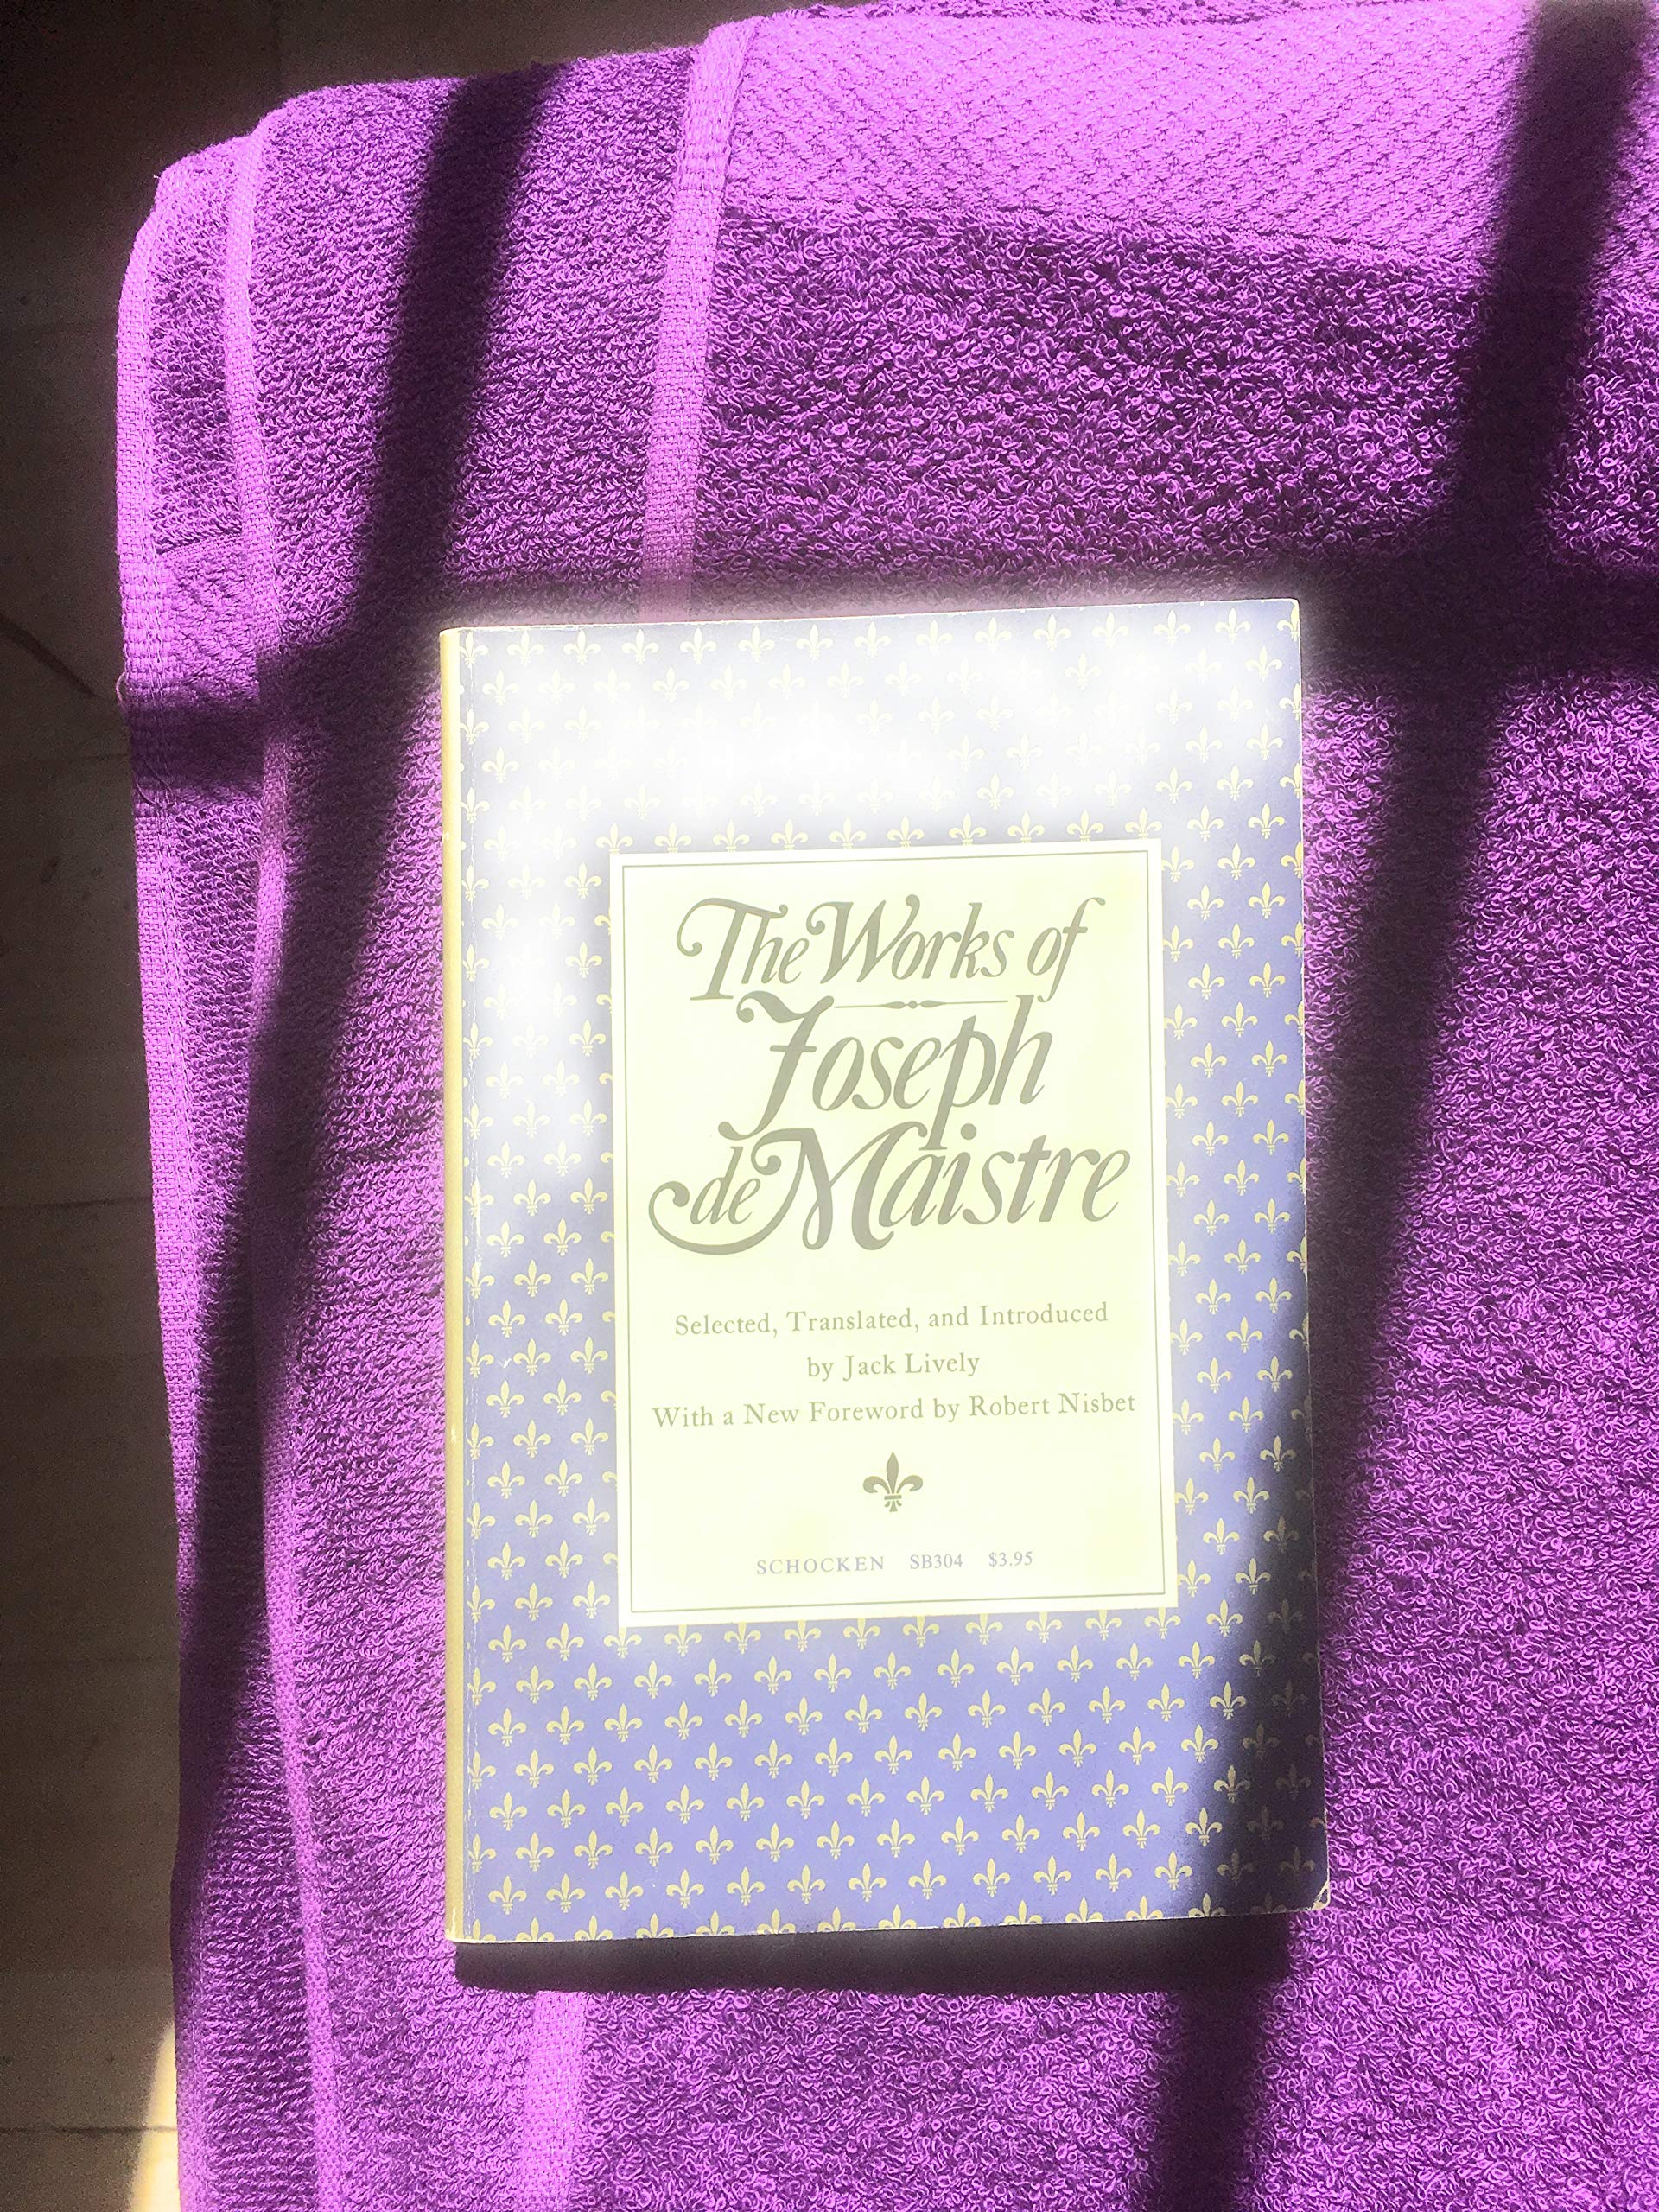 The Works of
Joseph
de Maistre
Selected, Translated, and Introduced
by Jack Lively
With a New Foreword by Robert Nisbet
SCHOCKEN SB304 $3.95